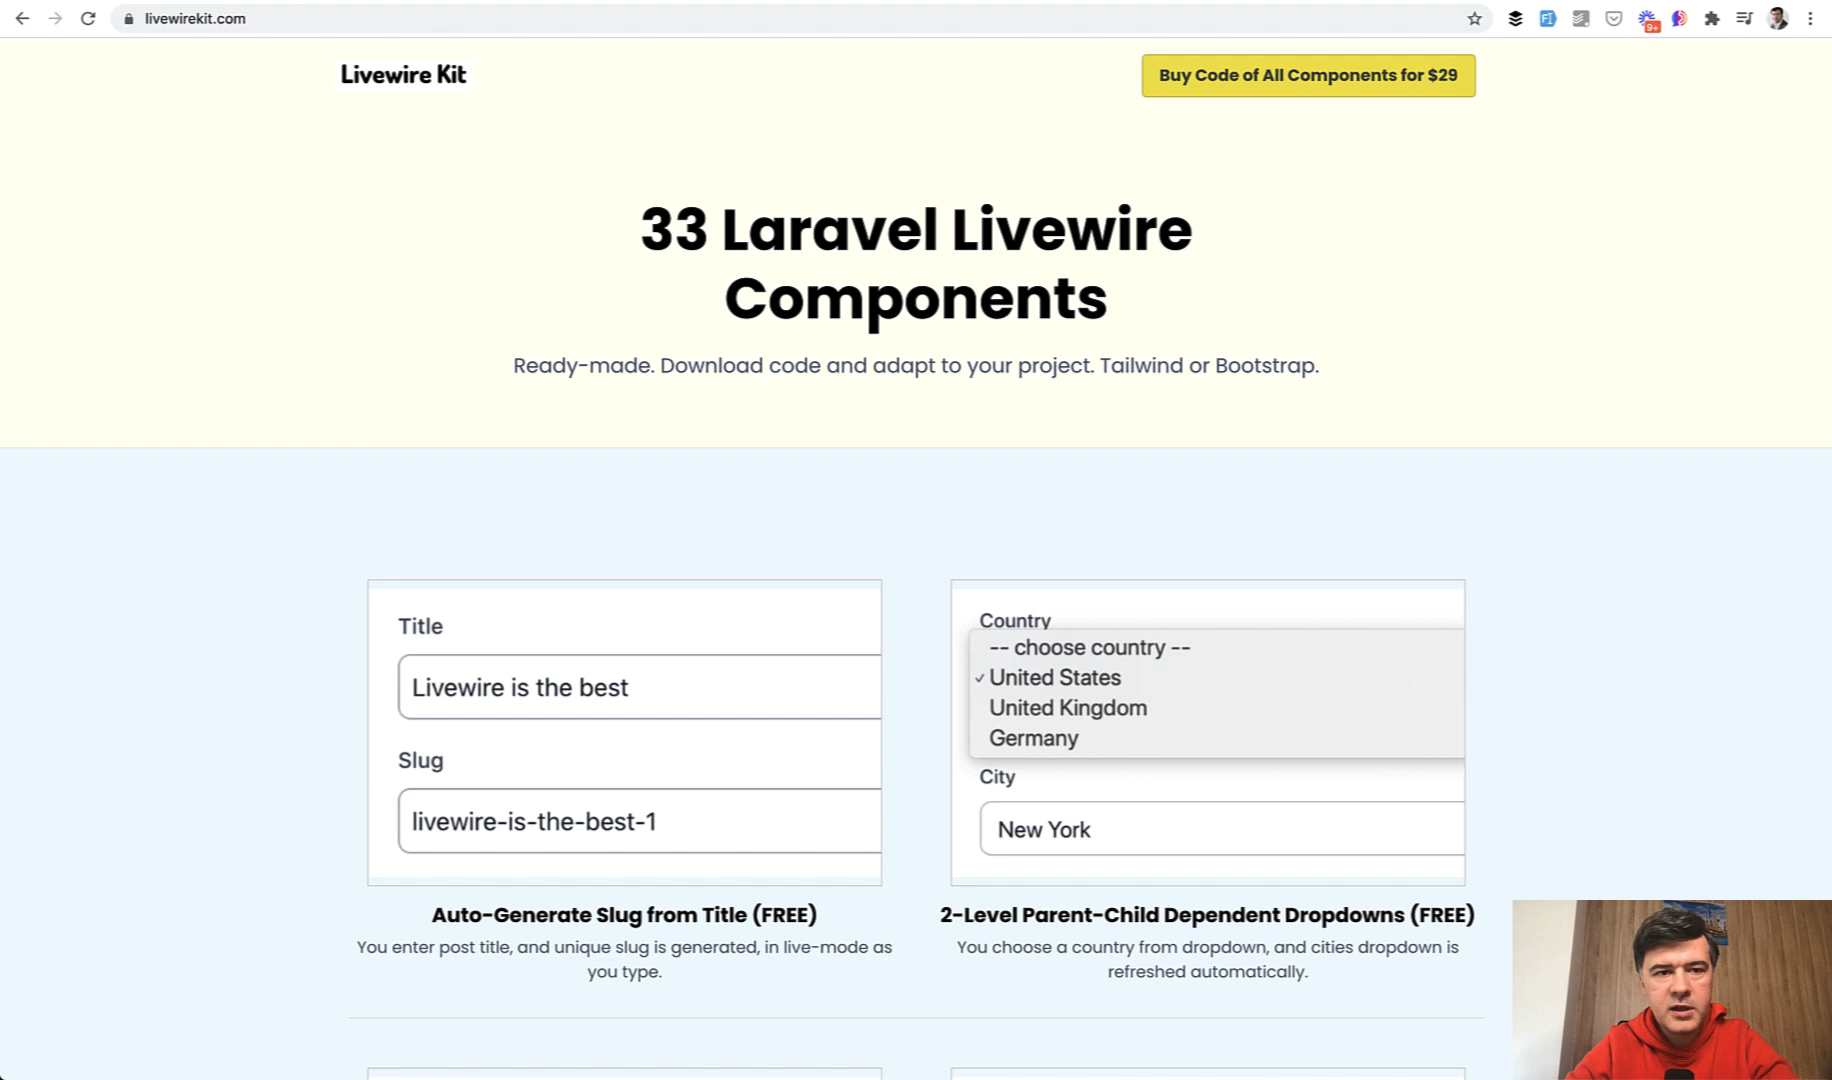 livewirekit.com
9+
Livewire Kit
Buy Code of All Components for $29
33 Laravel Livewire
Components
Ready-made. Download code and adapt to your project. Tailwind or Bootstrap.
Title
Livewire is the best
Slug
livewire-is-the-best-1
Auto-Generate Slug from Title (FREE)
You enter post title, and unique slug is generated, in live-mode as
you type.
Country
-- choose country --
✓ United States
United Kingdom
Germany
City
New York
2-Level Parent-Child Dependent Dropdowns (FREE)
You choose a country from dropdown, and cities dropdown is
refreshed automatically.